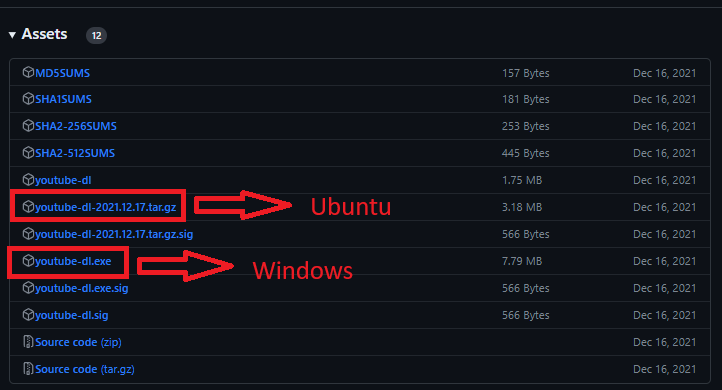 Assets 12
MD5SUMS 157 Bytes Dec 16, 2021
SHA1SUMS 181 Bytes Dec 16, 2021
SHA2-256SUMS 253 Bytes Dec 16, 2021
SHA2-512SUMS 445 Bytes Dec 16, 2021
youtube-dl 1.75 MB Dec 16, 2021
youtube-dl-2021.12.17.tar.gz Ubuntu 3.18 MB Dec 16, 2021
youtube-dl-2021.12.17.tar.gz.sig 566 Bytes Dec 16, 2021
youtube-dl.exe Windows 7.79 MB Dec 16, 2021
youtube-dl.exe.sig 566 Bytes Dec 16, 2021
youtube-dl.sig 566 Bytes Dec 16, 2021
Source code (zip) Dec 16, 2021
Source code (tar.gz) Dec 16, 2021